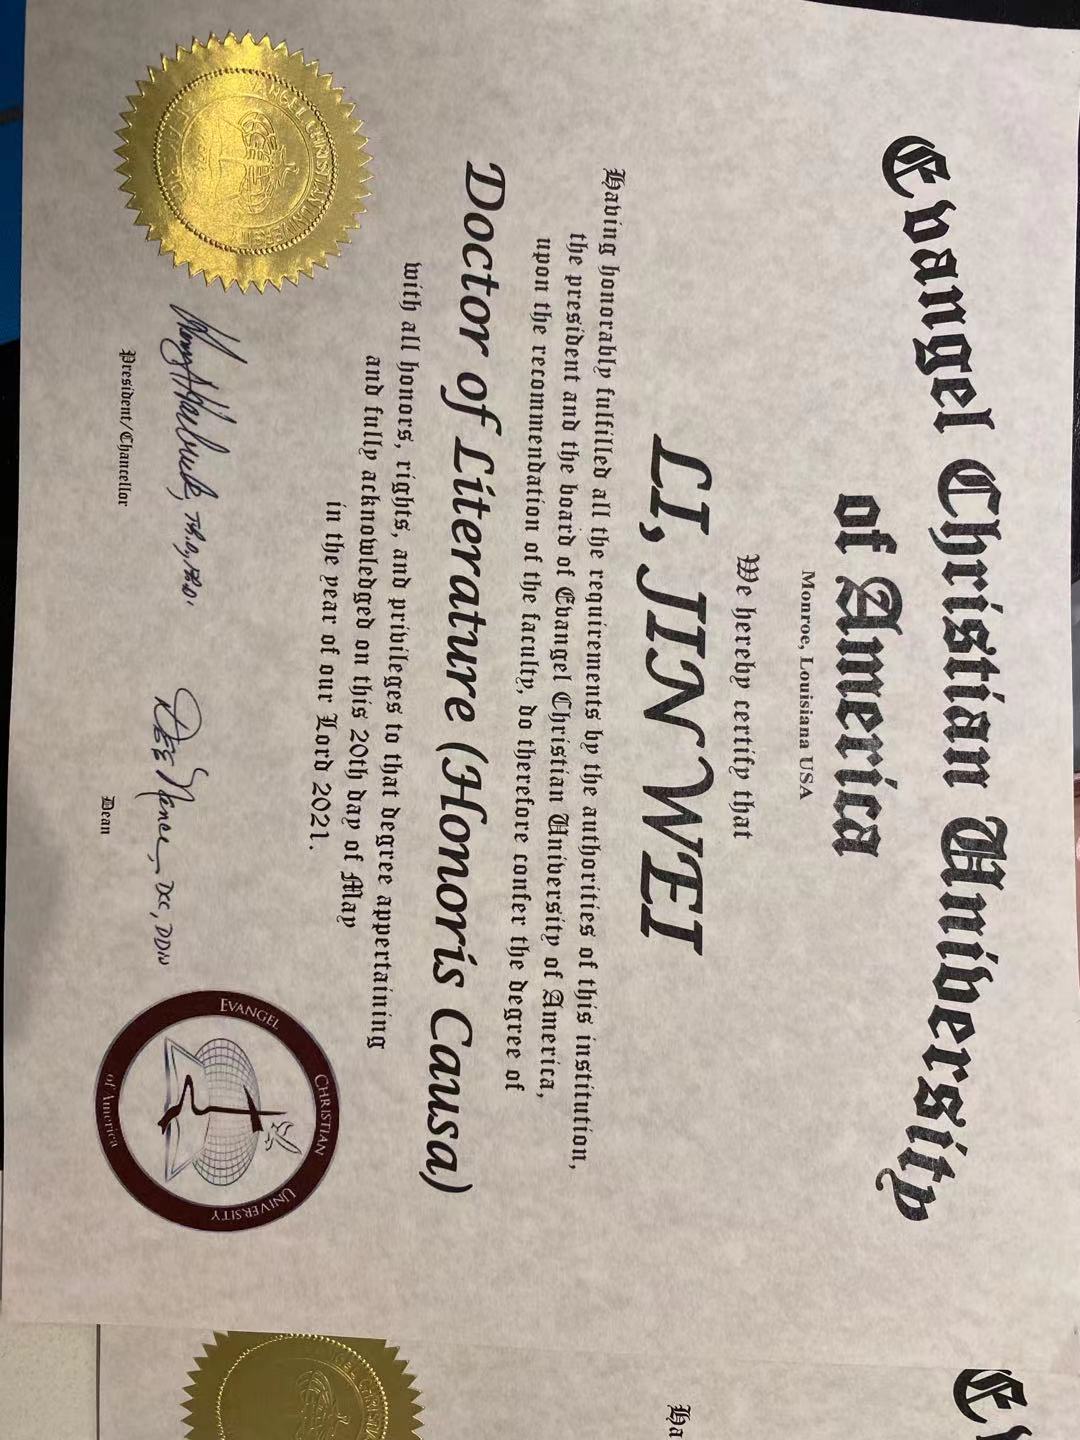 Evangel Christian University
of America
Monroe, Louisiana USA
We hereby certify that
LI, JIN WEI
Having honorably fulfilled all the requirements by the authorities of this institution,
the president and the board of Evangel Christian University of America,
upon the recommendation of the faculty, do therefore confer the degree of
Doctor of Literature (Honoris Causa)
with all honors, rights, and privileges to that degree appertaining
and fully acknowledged on this 20th day of May
in the year of our Lord 2021.
President/Chancellor
Dean
EVANGEL CHRISTIAN UNIVERSITY
of America
Ev
Ha